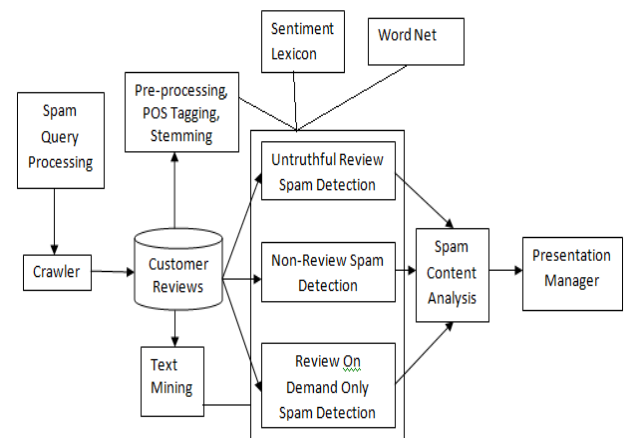 Sentiment
Lexicon
Word Net
Pre-processing,
POS Tagging,
Stemming
Spam
Query
Processing
Untruthful Review
Spam Detection
Crawler
Customer
Reviews
Non-Review Spam
Detection
Spam
Content
Analysis
Presentation
Manager
Text
Mining
Review On
Demand Only
Spam Detection